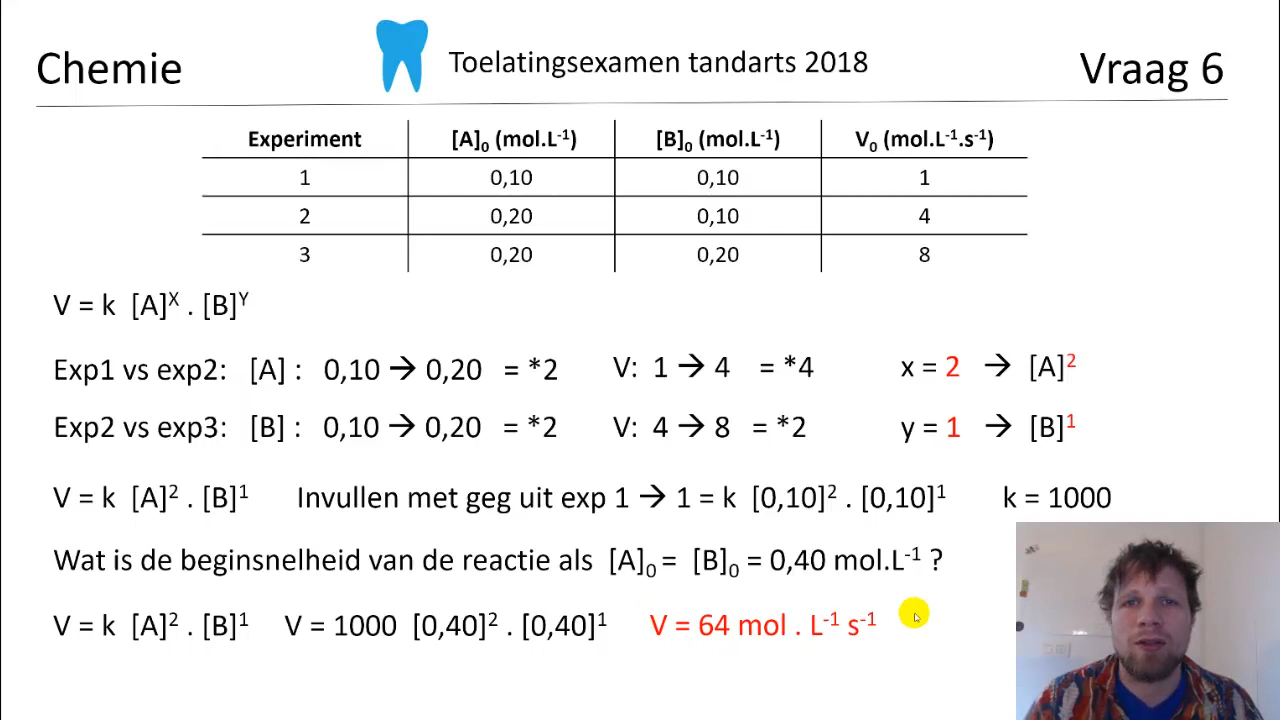 Chemie
Toelatingsexamen tandarts 2018
Vraag 6
Experiment [A]₀ (mol.L⁻¹) [B]₀ (mol.L⁻¹) V₀ (mol.L⁻¹.s⁻¹)
1 0,10 0,10 1
2 0,20 0,10 4
3 0,20 0,20 8
V = k [A]ˣ . [B]ʸ
Exp1 vs exp2: [A] : 0,10 → 0,20 = *2 V: 1 → 4 = *4 x = 2 → [A]²
Exp2 vs exp3: [B] : 0,10 → 0,20 = *2 V: 4 → 8 = *2 y = 1 → [B]¹
V = k [A]² . [B]¹ Invullen met geg uit exp 1 → 1 = k [0,10]² . [0,10]¹ k = 1000
Wat is de beginsnelheid van de reactie als [A]₀ = [B]₀ = 0,40 mol.L⁻¹ ?
V = k [A]² . [B]¹ V = 1000 [0,40]² . [0,40]¹ V = 64 mol . L⁻¹ s⁻¹